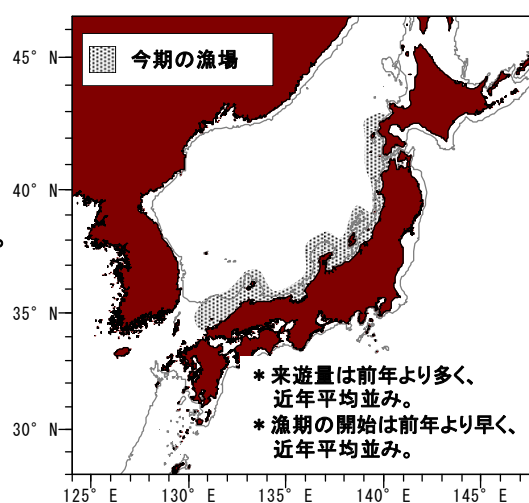 今期の漁場
45° N
40° N
35° N
30° N
＊来遊量は前年より多く、
近年平均並み。
＊漁期の開始は前年より早く、
近年平均並み。
125° E
130° E
135° E
140° E
145° E